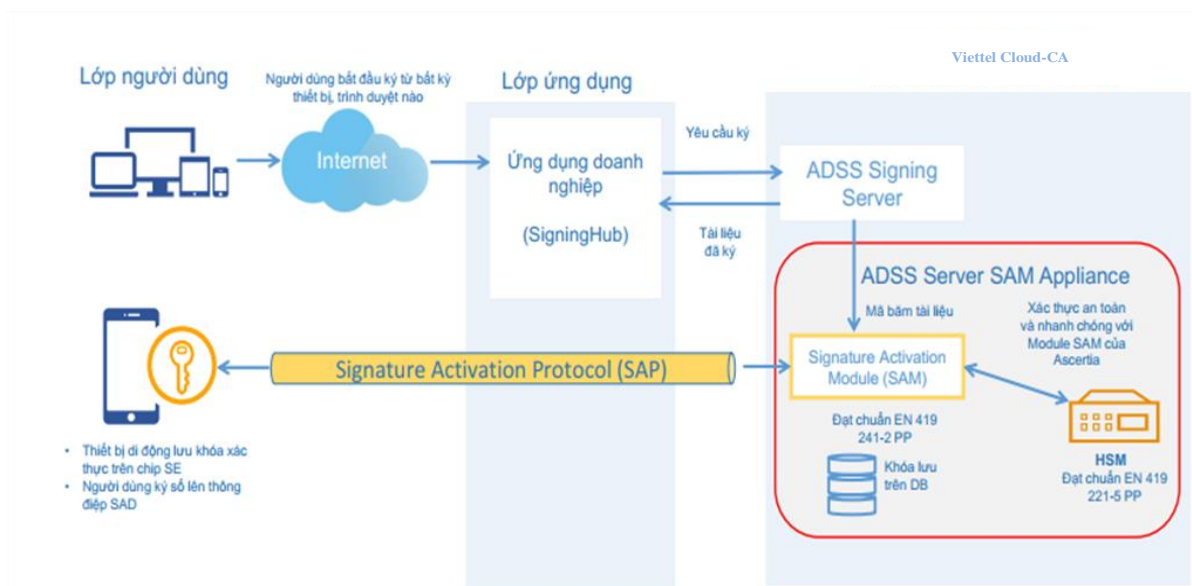 Viettel Cloud-CA
Lớp người dùng
Người dùng bắt đầu ký từ bất kỳ
thiết bị, trình duyệt nào
Lớp ứng dụng
Internet
Ứng dụng doanh
nghiệp
(SigningHub)
Yêu cầu ký
Tài liệu
đã ký
ADSS Signing
Server
ADSS Server SAM Appliance
Mã băm tài liệu
Xác thực an toàn
và nhanh chóng với
Module SAM của
Ascertia
Signature Activation Protocol (SAP)
Signature Activation
Module (SAM)
Đạt chuẩn EN 419
241-2 PP
Khóa lưu
trên DB
HSM
Đạt chuẩn EN 419
221-5 PP
• Thiết bị di động lưu khóa xác
thực trên chip SE
• Người dùng ký số lên thông
điệp SAD